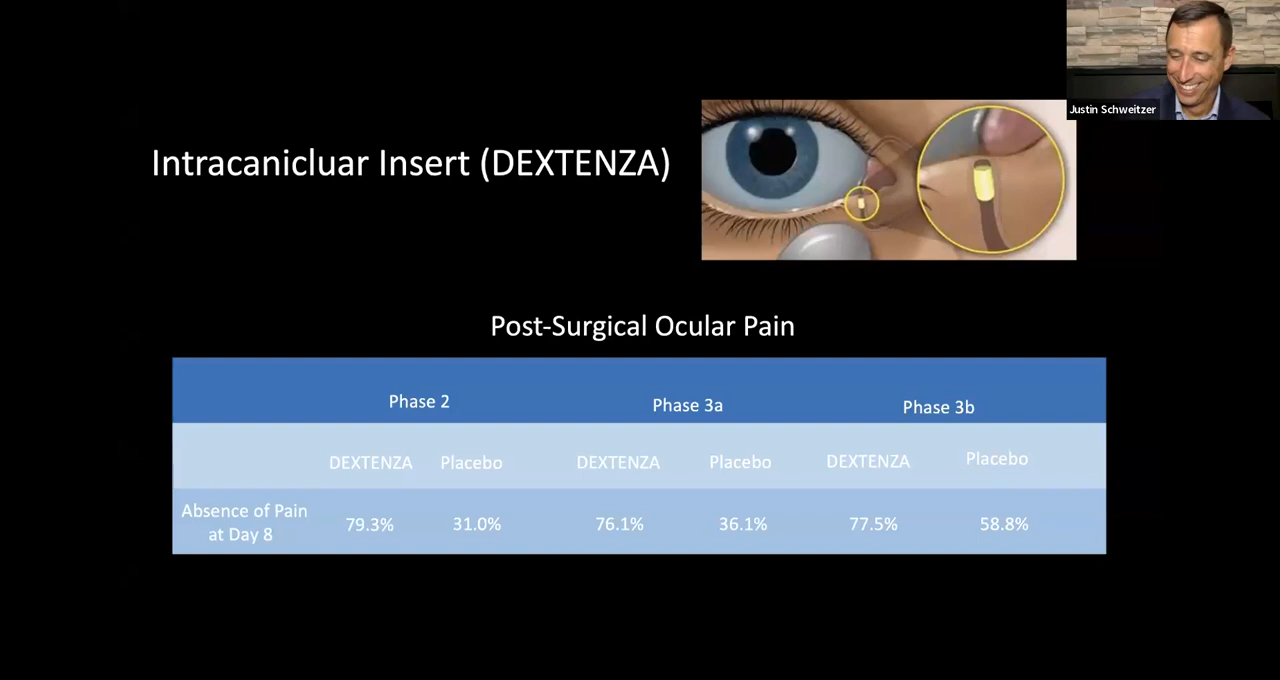 Justin Schweitzer
Intracanicluar Insert (DEXTENZA)
Post-Surgical Ocular Pain
Phase 2 Phase 3a Phase 3b
DEXTENZA Placebo DEXTENZA Placebo DEXTENZA Placebo
Absence of Pain
at Day 8 79.3% 31.0% 76.1% 36.1% 77.5% 58.8%